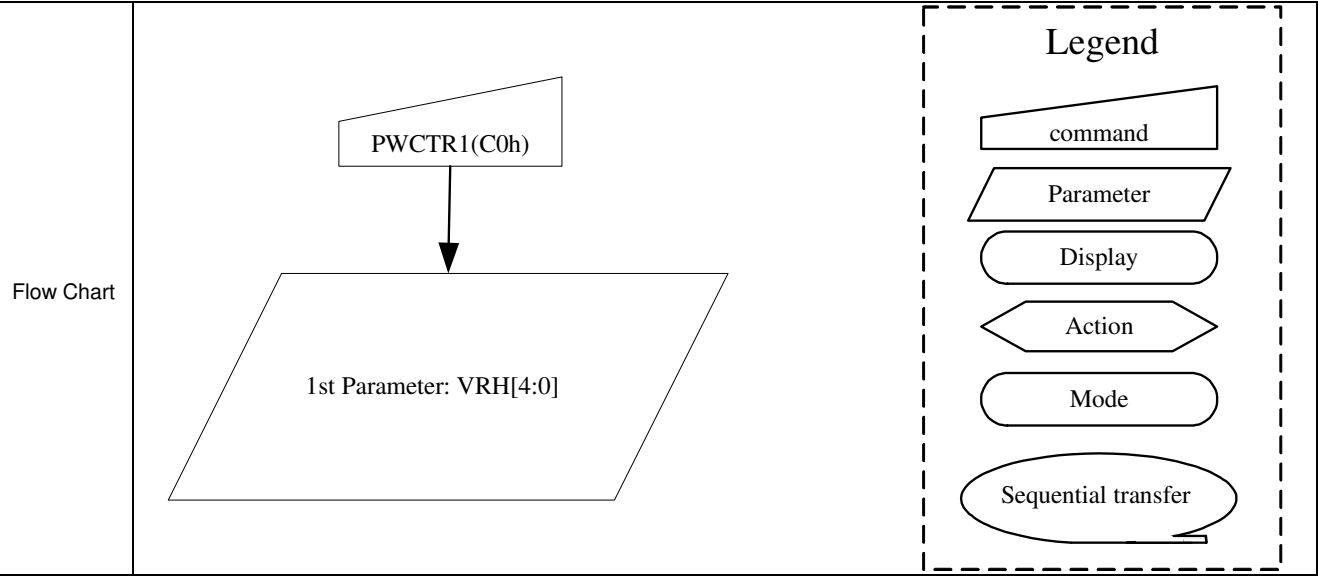 Flow Chart
PWCTR1(C0h)
1st Parameter: VRH[4:0]
Legend
command
Parameter
Display
Action
Mode
Sequential transfer